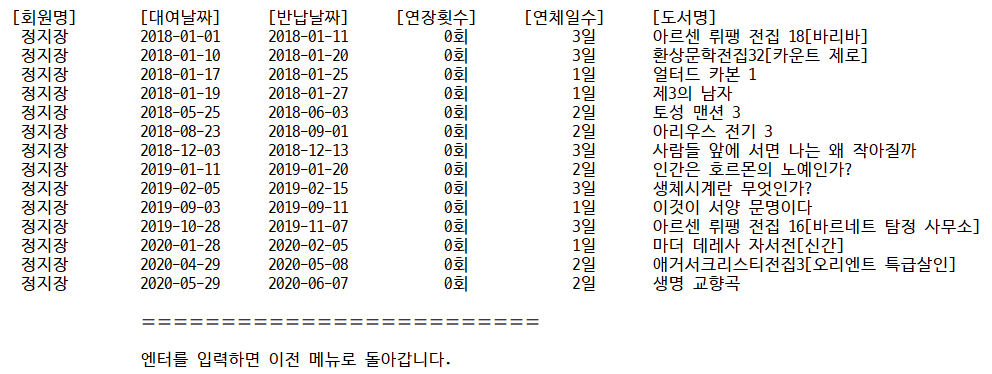 [회원명] [대여날짜] [반납날짜] [연장횟수] [연체일수] [도서명]
정지장 2018-01-01 2018-01-11 0회 3일 아르센 뤼팽 전집 18[바리바]
정지장 2018-01-10 2018-01-20 0회 3일 환상문학전집32[카운트 제로]
정지장 2018-01-17 2018-01-25 0회 1일 얼터드 카본 1
정지장 2018-01-19 2018-01-27 0회 1일 제3의 남자
정지장 2018-05-25 2018-06-03 0회 2일 토성 맨션 3
정지장 2018-08-23 2018-09-01 0회 2일 아리우스 전기 3
정지장 2018-12-03 2018-12-13 0회 3일 사람들 앞에 서면 나는 왜 작아질까
정지장 2019-01-11 2019-01-20 0회 2일 인간은 호르몬의 노예인가?
정지장 2019-02-05 2019-02-15 0회 3일 생체시계란 무엇인가?
정지장 2019-09-03 2019-09-11 0회 1일 이것이 서양 문명이다
정지장 2019-10-28 2019-11-07 0회 3일 아르센 뤼팽 전집 16[바르네트 탐정 사무소]
정지장 2020-01-28 2020-02-05 0회 1일 마더 데레사 자서전[신간]
정지장 2020-04-29 2020-05-08 0회 2일 애거서크리스티전집3[오리엔트 특급살인]
정지장 2020-05-29 2020-06-07 0회 2일 생명 교향곡
=========================
엔터를 입력하면 이전 메뉴로 돌아갑니다.